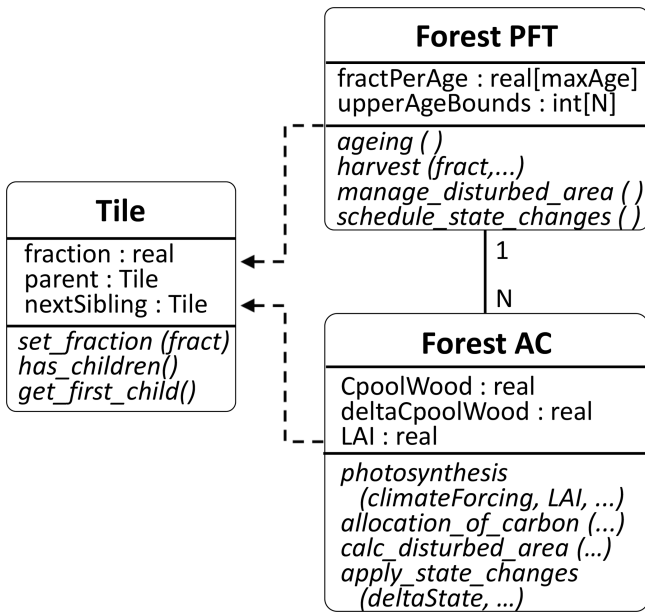 Forest PFT
fractPerAge : real[maxAge]
upperAgeBounds : int[N]
ageing ( )
harvest (fract,...)
manage_disturbed_area ( )
schedule_state_changes ( )
Tile
fraction : real
parent : Tile
nextSibling : Tile
set_fraction (fract)
has_children()
get_first_child()
1
N
Forest AC
CpoolWood : real
deltaCpoolWood : real
LAI : real
photosynthesis
(climateForcing, LAI, ...)
allocation_of_carbon (...)
calc_disturbed_area (...)
apply_state_changes
(deltaState, ...)